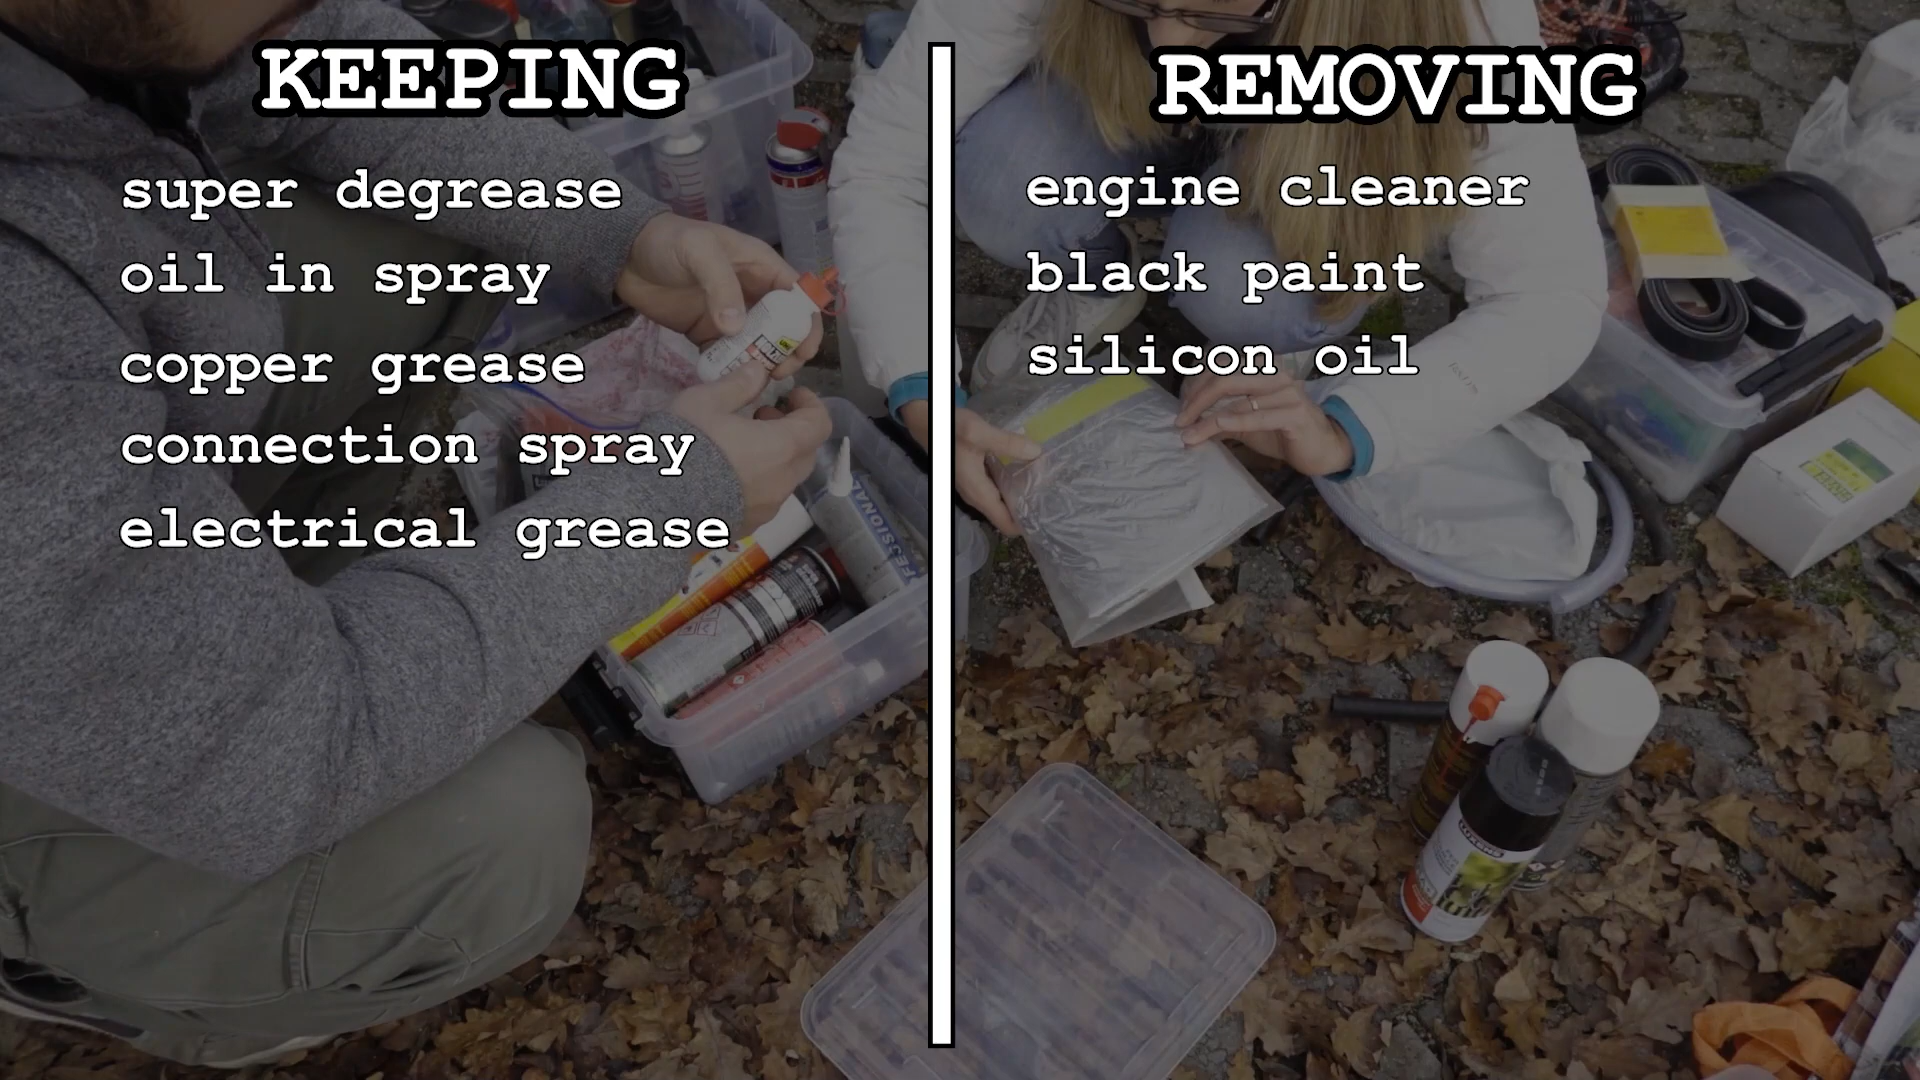 KEEPING
super degrease
oil in spray
copper grease
connection spray
electrical grease
REMOVING
engine cleaner
black paint
silicon oil
FESSIONAL